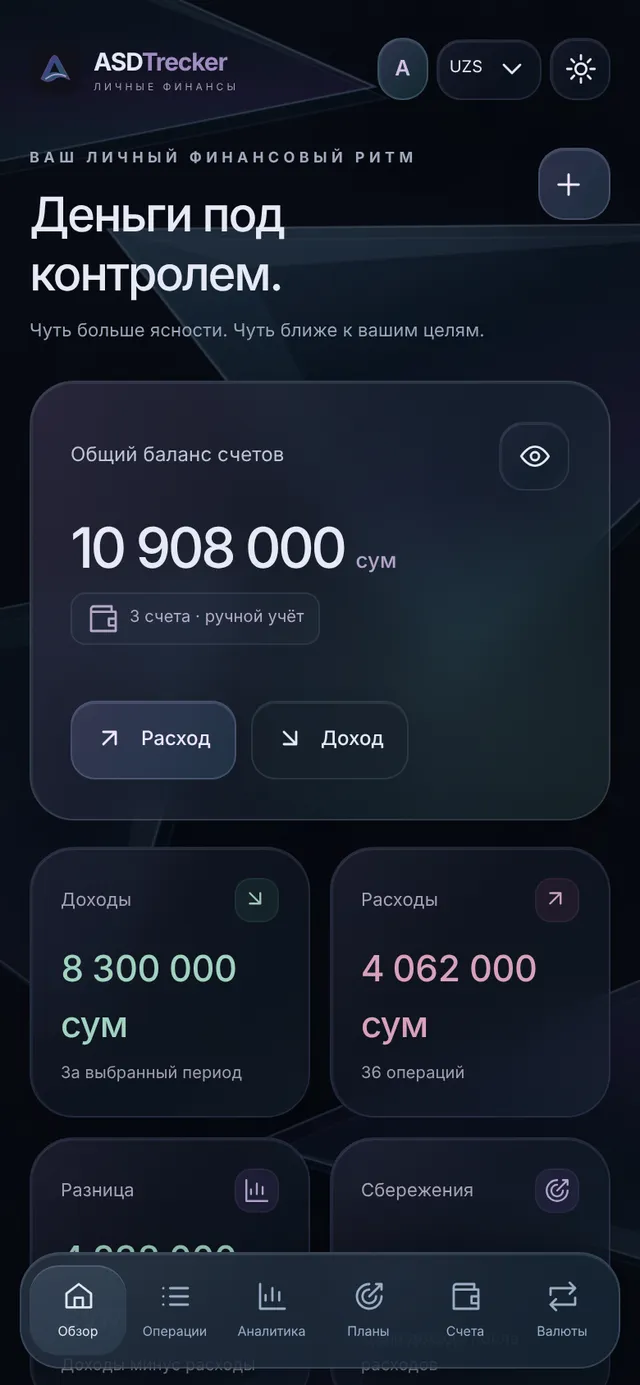 ASDTrecker
ЛИЧНЫЕ ФИНАНСЫ
A
UZS
ВАШ ЛИЧНЫЙ ФИНАНСОВЫЙ РИТМ
Деньги под
контролем.
Чуть больше ясности. Чуть ближе к вашим целям.
Общий баланс счетов
10 908 000 сум
3 счета · ручной учёт
Расход
Доход
Доходы
8 300 000
сум
За выбранный период
Расходы
4 062 000
сум
36 операций
Разница
Доходы минус расходы
Сбережения
расходов
Обзор
Операции
Аналитика
Планы
Счета
Валюты